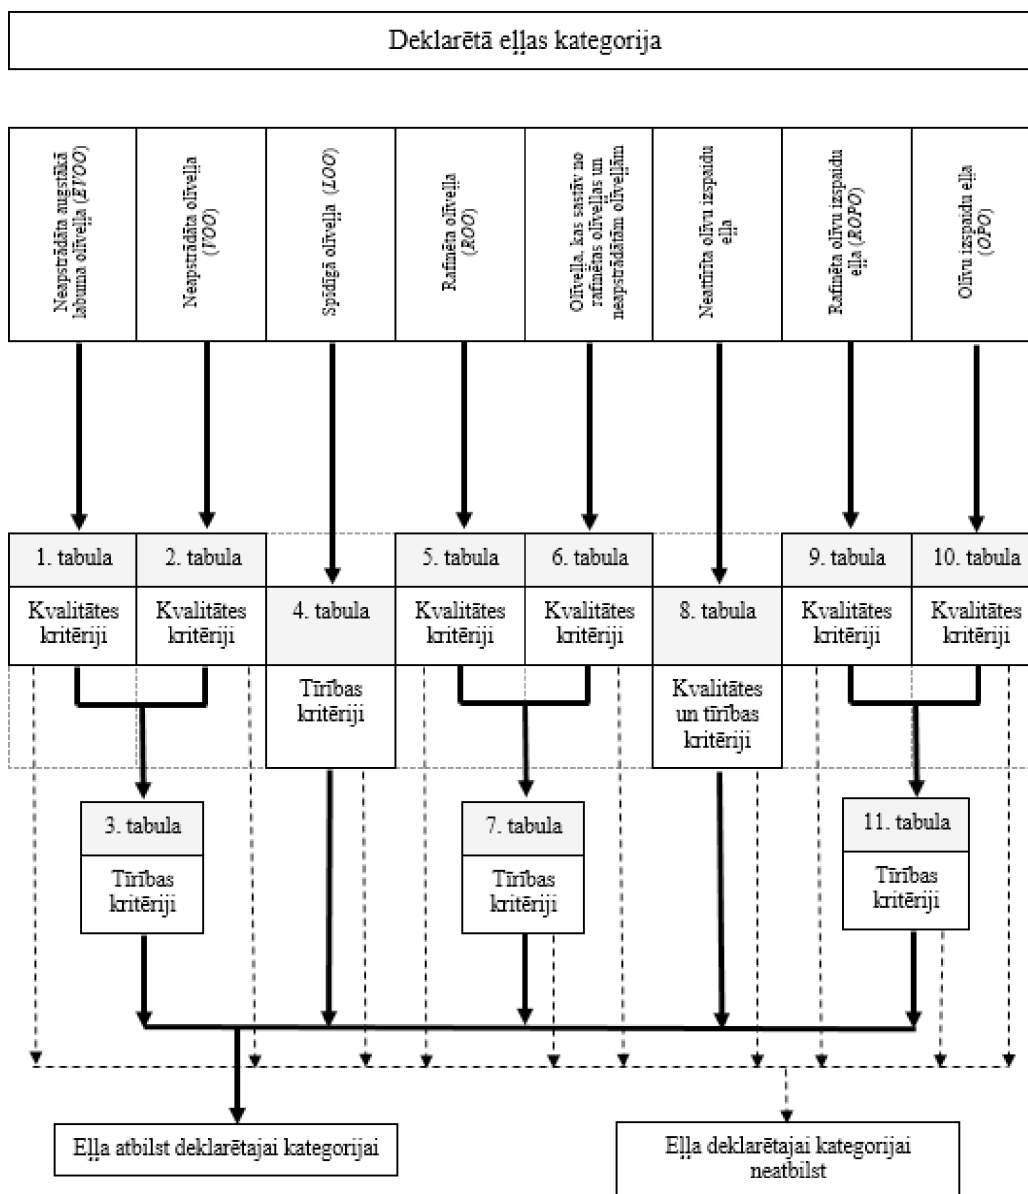 Deklarētā eļļas kategorija
Neapstrādāta augstākā
labuma olīveļļa (EVOO)
Neapstrādāta olīveļļa
(VOO)
Spīdīgā olīveļļa (LOO)
Rafinēta olīveļļa
(ROO)
Olīveļļa, kas sastāv no
rafinētas olīveļļas un
neapstrādātām olīveļļām
Neattīrīta olīvu izspaidu
eļļa
Rafinēta olīvu izspaidu
eļļa (ROPO)
Olīvu izspaidu eļļa
(OPO)
1. tabula
2. tabula
5. tabula
6. tabula
9. tabula
10. tabula
Kvalitātes
kritēriji
Kvalitātes
kritēriji
4. tabula
Kvalitātes
kritēriji
Kvalitātes
kritēriji
8. tabula
Kvalitātes
kritēriji
Kvalitātes
kritēriji
Tīrības
kritēriji
Kvalitātes
un tīrības
kritēriji
3. tabula
7. tabula
11. tabula
Tīrības
kritēriji
Tīrības
kritēriji
Tīrības
kritēriji
Eļļa atbilst deklarētajai kategorijai
Eļļa deklarētajai kategorijai
neatbilst